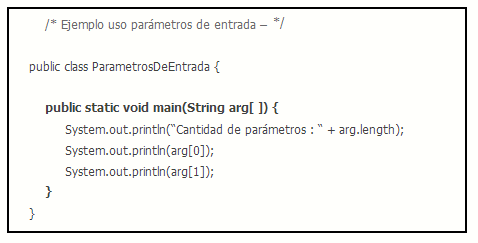 /* Ejemplo uso parámetros de entrada – */
public class ParametrosDeEntrada {
public static void main(String arg[ ]) {
System.out.println(“Cantidad de parámetros : “ + arg.length);
System.out.println(arg[0]);
System.out.println(arg[1]);
}
}